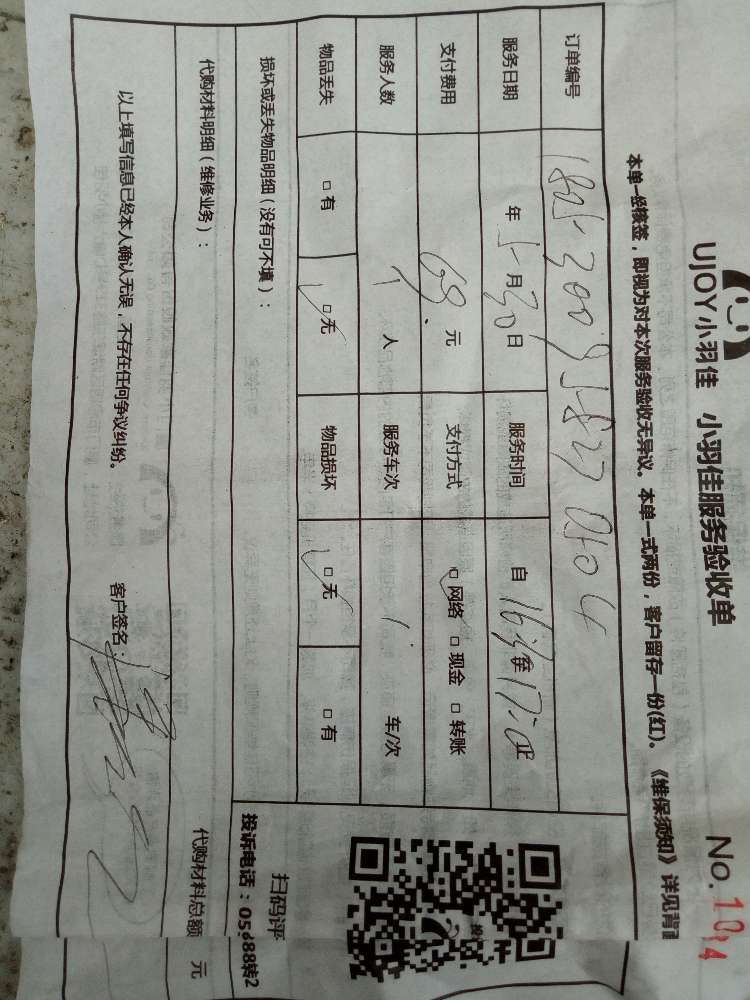 UJOY小羽佳 小羽佳服务验收单
No.
本单一经核签，即视为对本次服务验收无异议。本单一式两份，客户留存一份(红)。《维保须知》详见背
订单编号
服务日期 年 5 月 30 日 服务时间 自 至 止
支付费用 69. 元 支付方式 □ 网络 □ 现金 □ 转账
服务人数 1 人 服务车次 1 车/次
物品丢失 □ 有 □ 无 物品损坏 □ 无 □ 有
损坏或丢失物品明细（没有可不填）：
扫码评
投诉电话：
代购材料明细（维修业务）： 代购材料总额 元
以上填写信息已经本人确认无误，不存在任何争议纠纷。 客户签名：